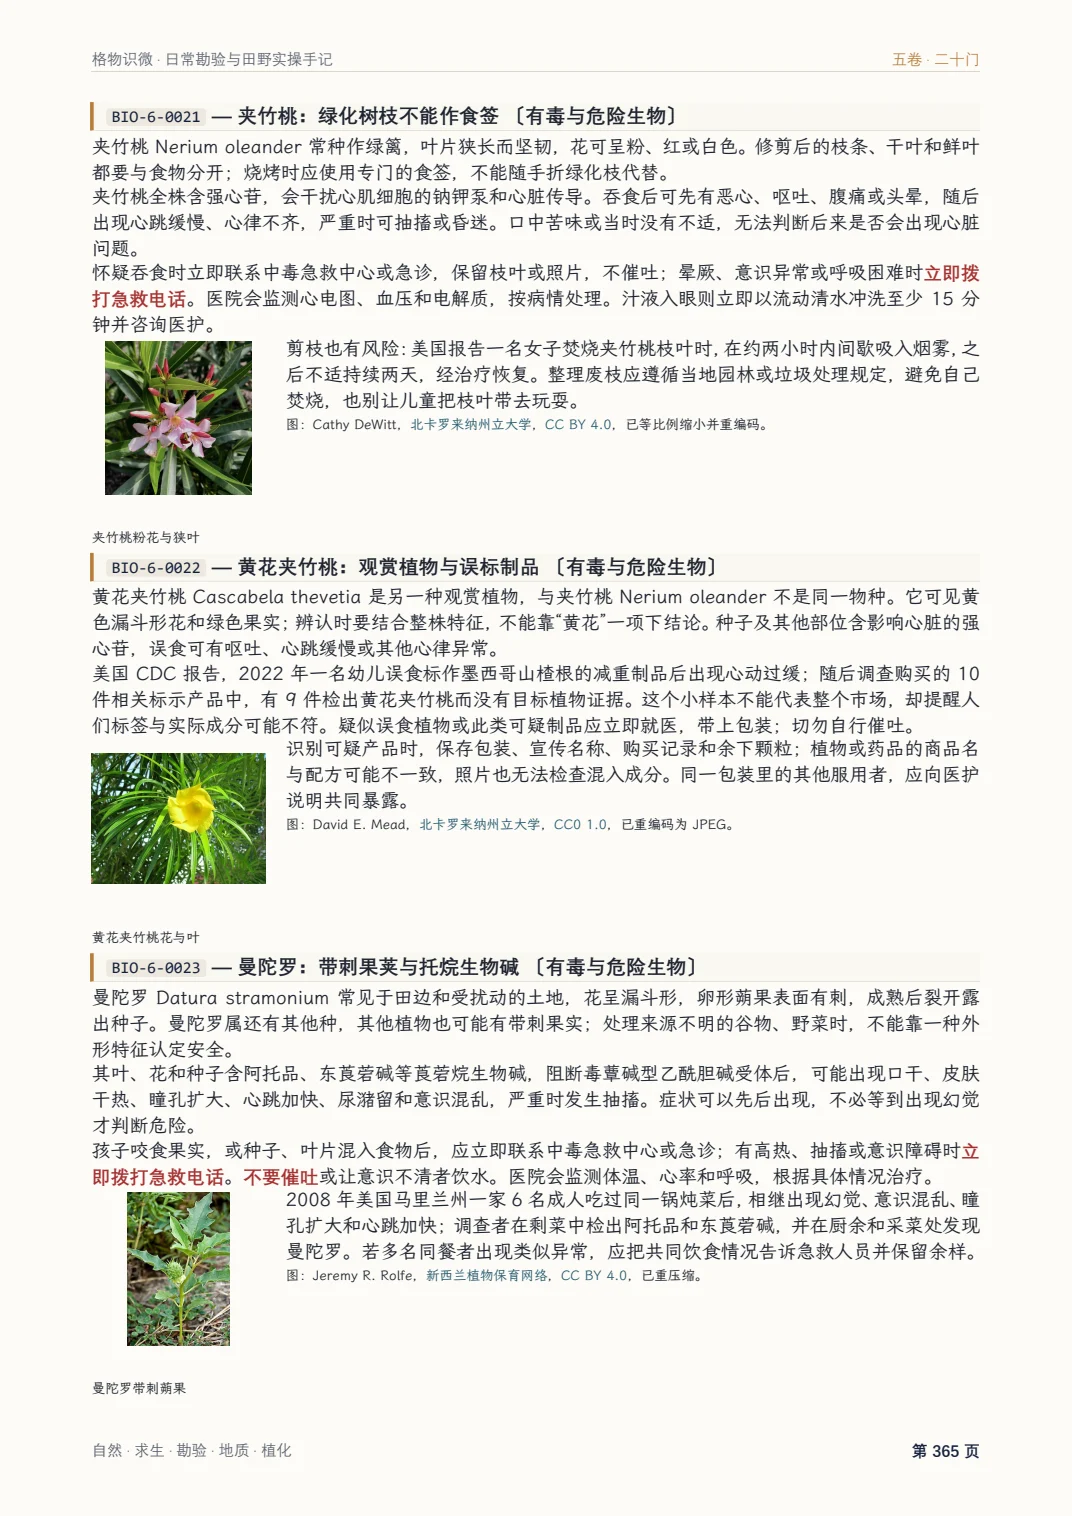 格物识微 · 日常勘验与田野实操手记
五卷 · 二十门
BIO-6-0021 — 夹竹桃：绿化树枝不能作食签 〔有毒与危险生物〕
夹竹桃 Nerium oleander 常种作绿篱，叶片狭长而坚韧，花可呈粉、红或白色。修剪后的枝条、干叶和鲜叶
都要与食物分开；烧烤时应使用专门的食签，不能随手折绿化枝代替。
夹竹桃全株含强心苷，会干扰心肌细胞的钠钾泵和心脏传导。吞食后可先有恶心、呕吐、腹痛或头晕，随后
出现心跳缓慢、心律不齐，严重时可抽搐或昏迷。口中苦味或当时没有不适，无法判断后来是否会出现心脏
问题。
怀疑吞食时立即联系中毒急救中心或急诊，保留枝叶或照片，不催吐；晕厥、意识异常或呼吸困难时立即拨
打急救电话。医院会监测心电图、血压和电解质，按病情处理。汁液入眼则立即以流动清水冲洗至少 15 分
钟并咨询医护。
剪枝也有风险：美国报告一名女子焚烧夹竹桃枝叶时，在约两小时内间歇吸入烟雾，之
后不适持续两天，经治疗恢复。整理废枝应遵循当地园林或垃圾处理规定，避免自己
焚烧，也别让儿童把枝叶带去玩耍。
图：Cathy DeWitt，北卡罗来纳州立大学，CC BY 4.0，已等比例缩小并重编码。
夹竹桃粉花与狭叶
BIO-6-0022 — 黄花夹竹桃：观赏植物与误标制品 〔有毒与危险生物〕
黄花夹竹桃 Cascabela thevetia 是另一种观赏植物，与夹竹桃 Nerium oleander 不是同一物种。它可见黄
色漏斗形花和绿色果实；辨认时要结合整株特征，不能靠“黄花”一项下结论。种子及其他部位含影响心脏的强
心苷，误食可有呕吐、心跳缓慢或其他心律异常。
美国 CDC 报告，2022 年一名幼儿误食标作墨西哥山楂根的减重制品后出现心动过缓；随后调查购买的 10
件相关标示产品中，有 9 件检出黄花夹竹桃而没有目标植物证据。这个小样本不能代表整个市场，却提醒人
们标签与实际成分可能不符。疑似误食植物或此类可疑制品应立即就医，带上包装；切勿自行催吐。
识别可疑产品时，保存包装、宣传名称、购买记录和余下颗粒；植物或药品的商品名
与配方可能不一致，照片也无法检查混入成分。同一包装里的其他服用者，应向医护
说明共同暴露。
图：David E. Mead，北卡罗来纳州立大学，CC0 1.0，已重编码为 JPEG。
黄花夹竹桃花与叶
BIO-6-0023 — 曼陀罗：带刺果荚与托烷生物碱 〔有毒与危险生物〕
曼陀罗 Datura stramonium 常见于田边和受扰动的土地，花呈漏斗形，卵形蒴果表面有刺，成熟后裂开露
出种子。曼陀罗属还有其他种，其他植物也可能有带刺果实；处理来源不明的谷物、野菜时，不能靠一种外
形特征认定安全。
其叶、花和种子含阿托品、东莨菪碱等莨菪烷生物碱，阻断毒蕈碱型乙酰胆碱受体后，可能出现口干、皮肤
干热、瞳孔扩大、心跳加快、尿潴留和意识混乱，严重时发生抽搐。症状可以先后出现，不必等到出现幻觉
才判断危险。
孩子咬食果实，或种子、叶片混入食物后，应立即联系中毒急救中心或急诊；有高热、抽搐或意识障碍时立
即拨打急救电话。不要催吐或让意识不清者饮水。医院会监测体温、心率和呼吸，根据具体情况治疗。
2008 年美国马里兰州一家 6 名成人吃过同一锅炖菜后，相继出现幻觉、意识混乱、瞳
孔扩大和心跳加快；调查者在剩菜中检出阿托品和东莨菪碱，并在厨余和采菜处发现
曼陀罗。若多名同餐者出现类似异常，应把共同饮食情况告诉急救人员并保留余样。
图：Jeremy R. Rolfe，新西兰植物保育网络，CC BY 4.0，已重压缩。
曼陀罗带刺蒴果
自然 · 求生 · 勘验 · 地质 · 植化
第 365 页